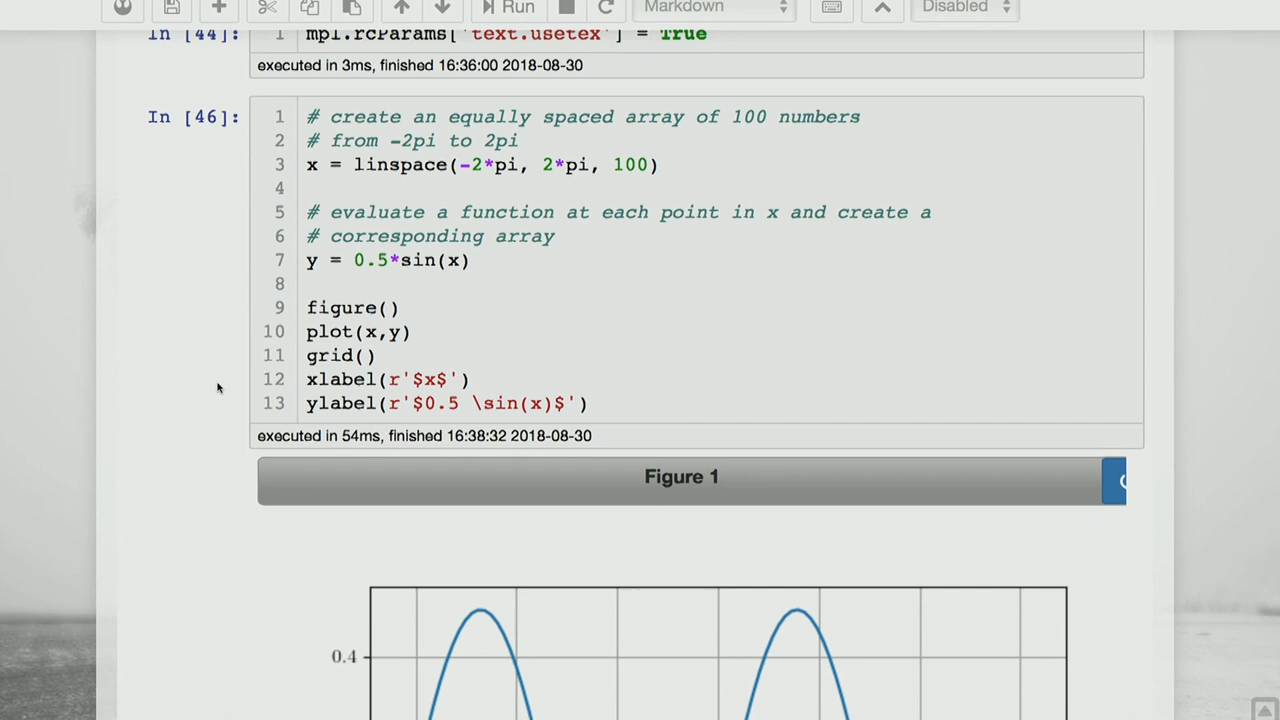 Run Markdown Disabled
In [44]: 1 mpl.rcParams['text.usetex'] = True
executed in 3ms, finished 16:36:00 2018-08-30
In [46]: 1 # create an equally spaced array of 100 numbers
2 # from -2pi to 2pi
3 x = linspace(-2*pi, 2*pi, 100)
4
5 # evaluate a function at each point in x and create a
6 # corresponding array
7 y = 0.5*sin(x)
8
9 figure()
10 plot(x,y)
11 grid()
12 xlabel(r'$x$')
13 ylabel(r'$0.5 \sin(x)$')
executed in 54ms, finished 16:38:32 2018-08-30
Figure 1
0.4